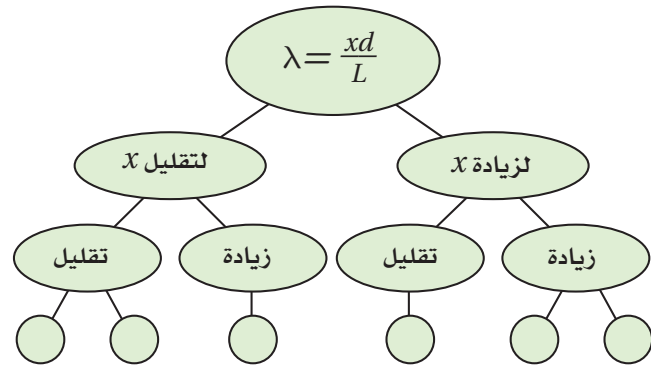 λ = xd/L
لزيادة x
لتقليل x
زيادة
تقليل
زيادة
تقليل